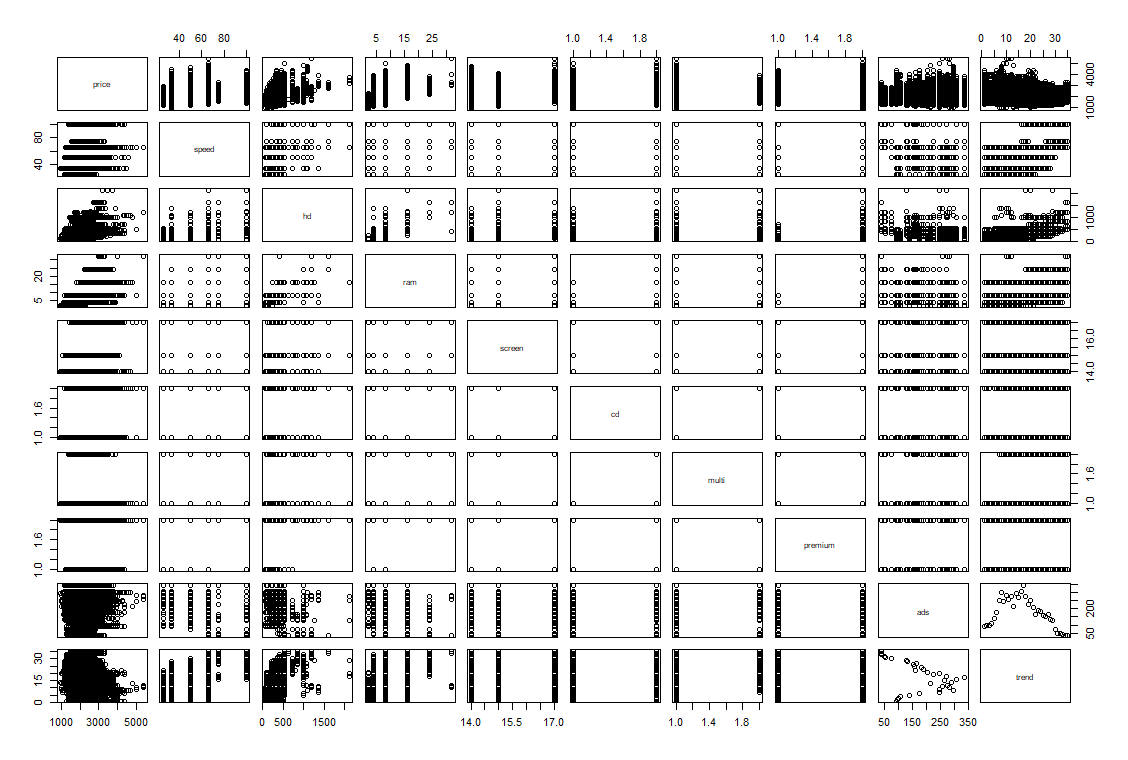 40 60 80
5 15 25
1.0 1.4 1.8
1.0 1.4 1.8
0 10 20 30
price
1000 4000
40 80
speed
hd
0 1000
5 20
ram
screen
14.0 16.0
1.0 1.6
cd
multi
1.0 1.6
1.0 1.6
premium
ads
50 200
0 15 30
trend
1000 3000 5000
0 500 1500
14.0 15.5 17.0
1.0 1.4 1.8
50 150 250 350